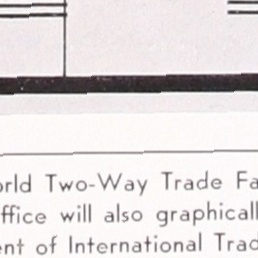 orld Two-Way Trade Fa
ffice will also graphicall
ent of International Trad